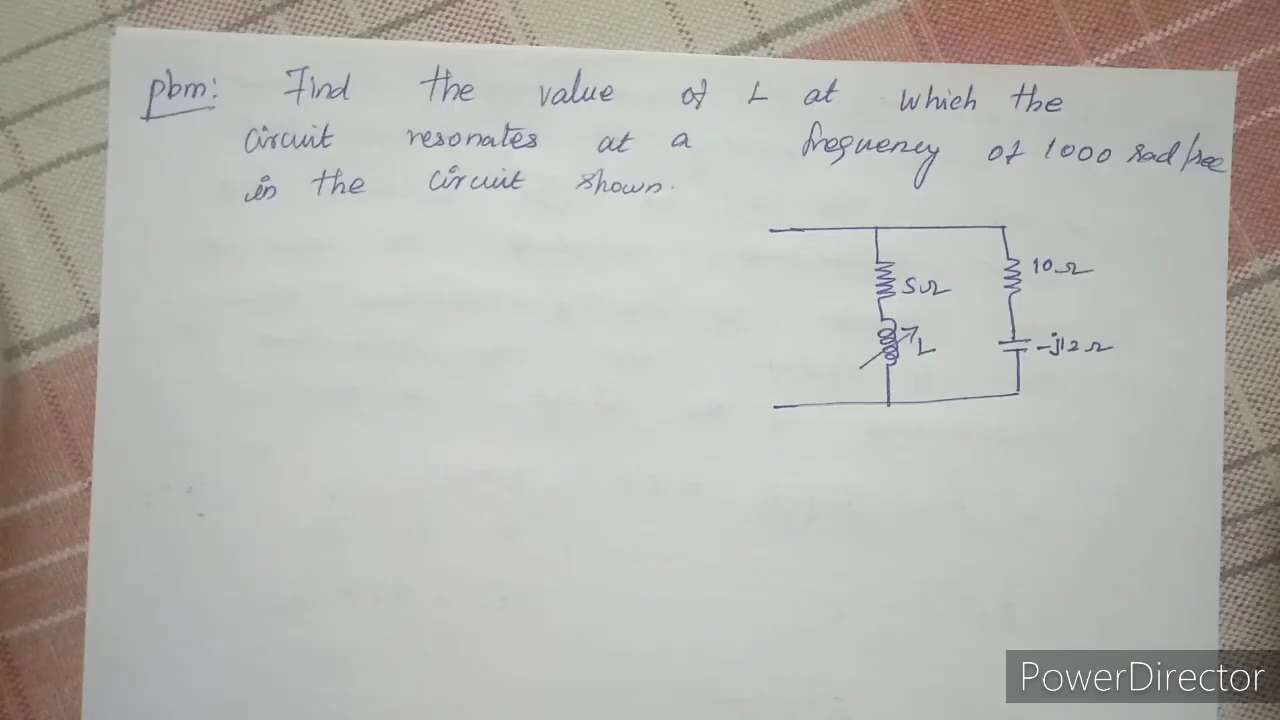 pbm: Find the value of L at which the
circuit resonates at a frequency of 1000 rad/sec
in the circuit shown.
10Ω
5Ω
L
-j12Ω
PowerDirector